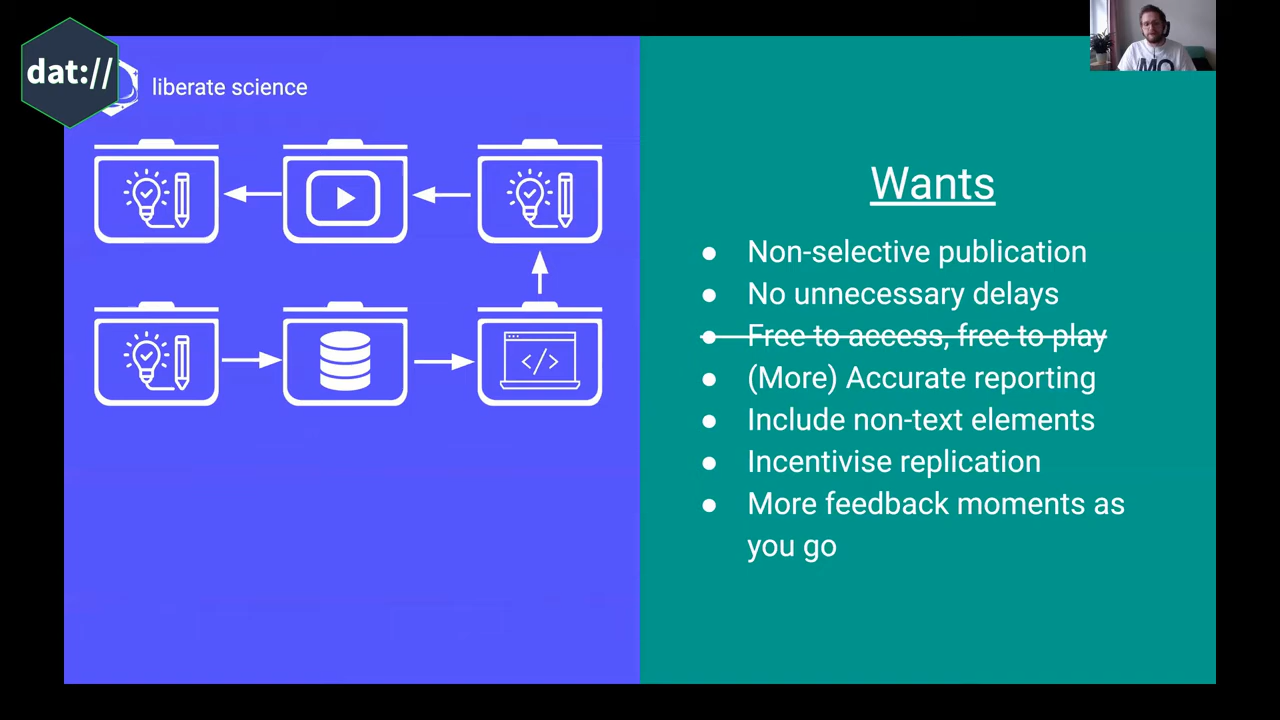 dat://
liberate science
</>
Wants
● Non-selective publication
● No unnecessary delays
● Free to access, free to play
● (More) Accurate reporting
● Include non-text elements
● Incentivise replication
● More feedback moments as
you go